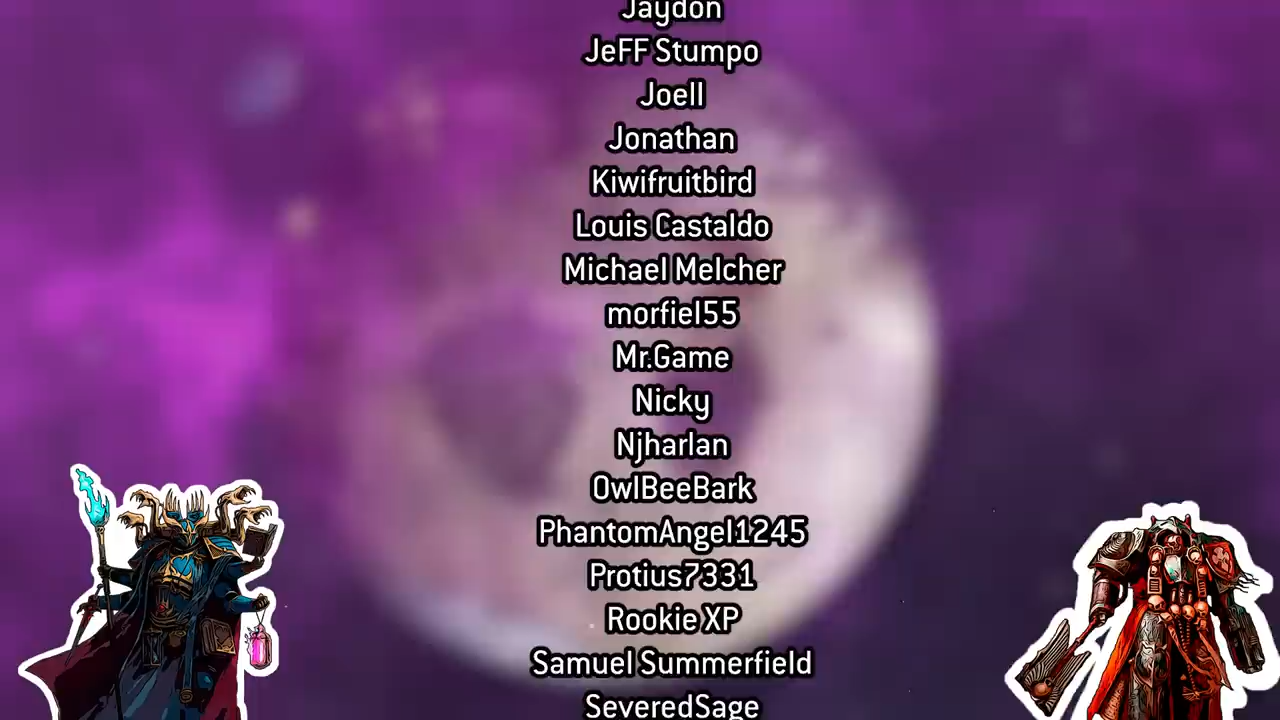 Jaydon
JeFF Stumpo
Joell
Jonathan
Kiwifruitbird
Louis Castaldo
Michael Melcher
morfiel55
Mr.Game
Nicky
Njharlan
OwlBeeBark
PhantomAngel1245
Protius7331
Rookie XP
Samuel Summerfield
SeveredSage